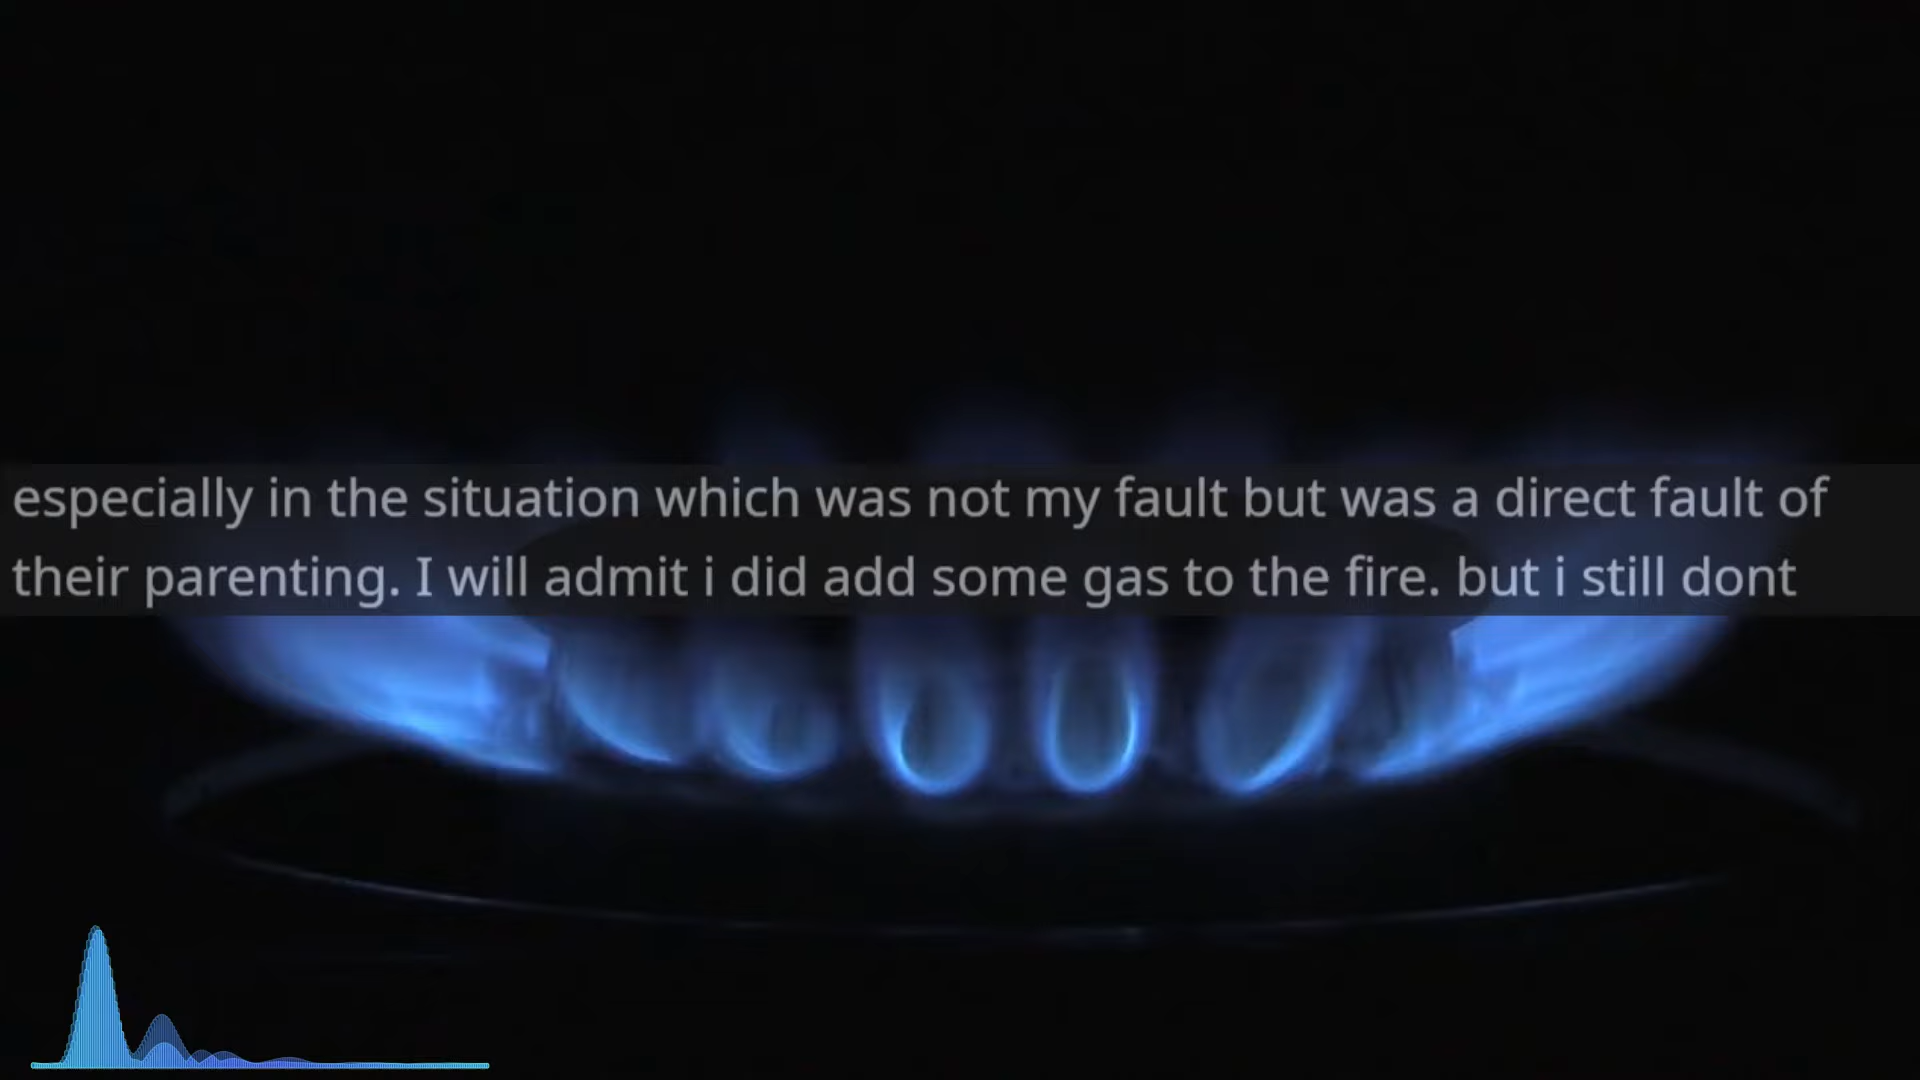 especially in the situation which was not my fault but was a direct fault of
their parenting. I will admit i did add some gas to the fire. but i still dont